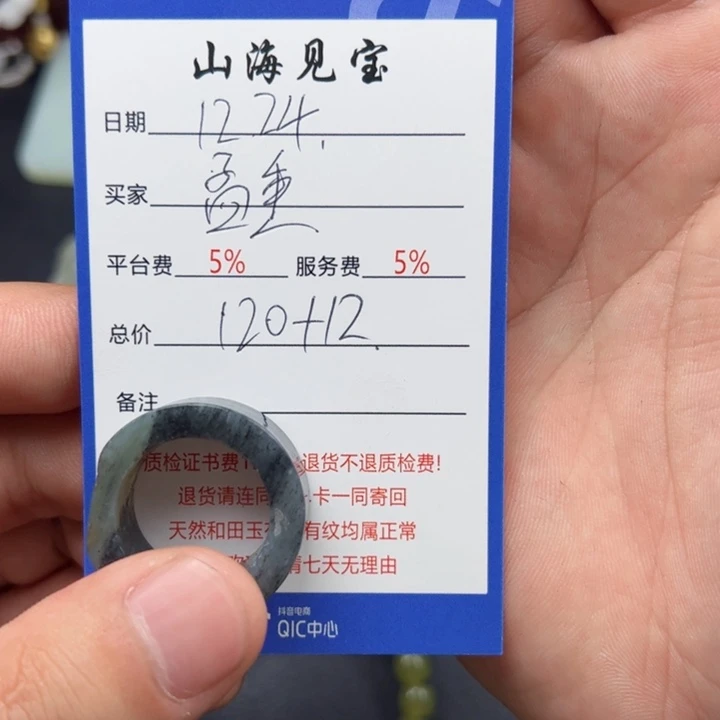 山海见宝
日期 12.24.
买家 孟
平台费 5% 服务费 5%
总价 120+12.
备注
质检证书费1 退货不退质检费!
退货请连同 卡一同寄回
天然和田玉 有纹均属正常
七天无理由
抖音电商
QIC中心